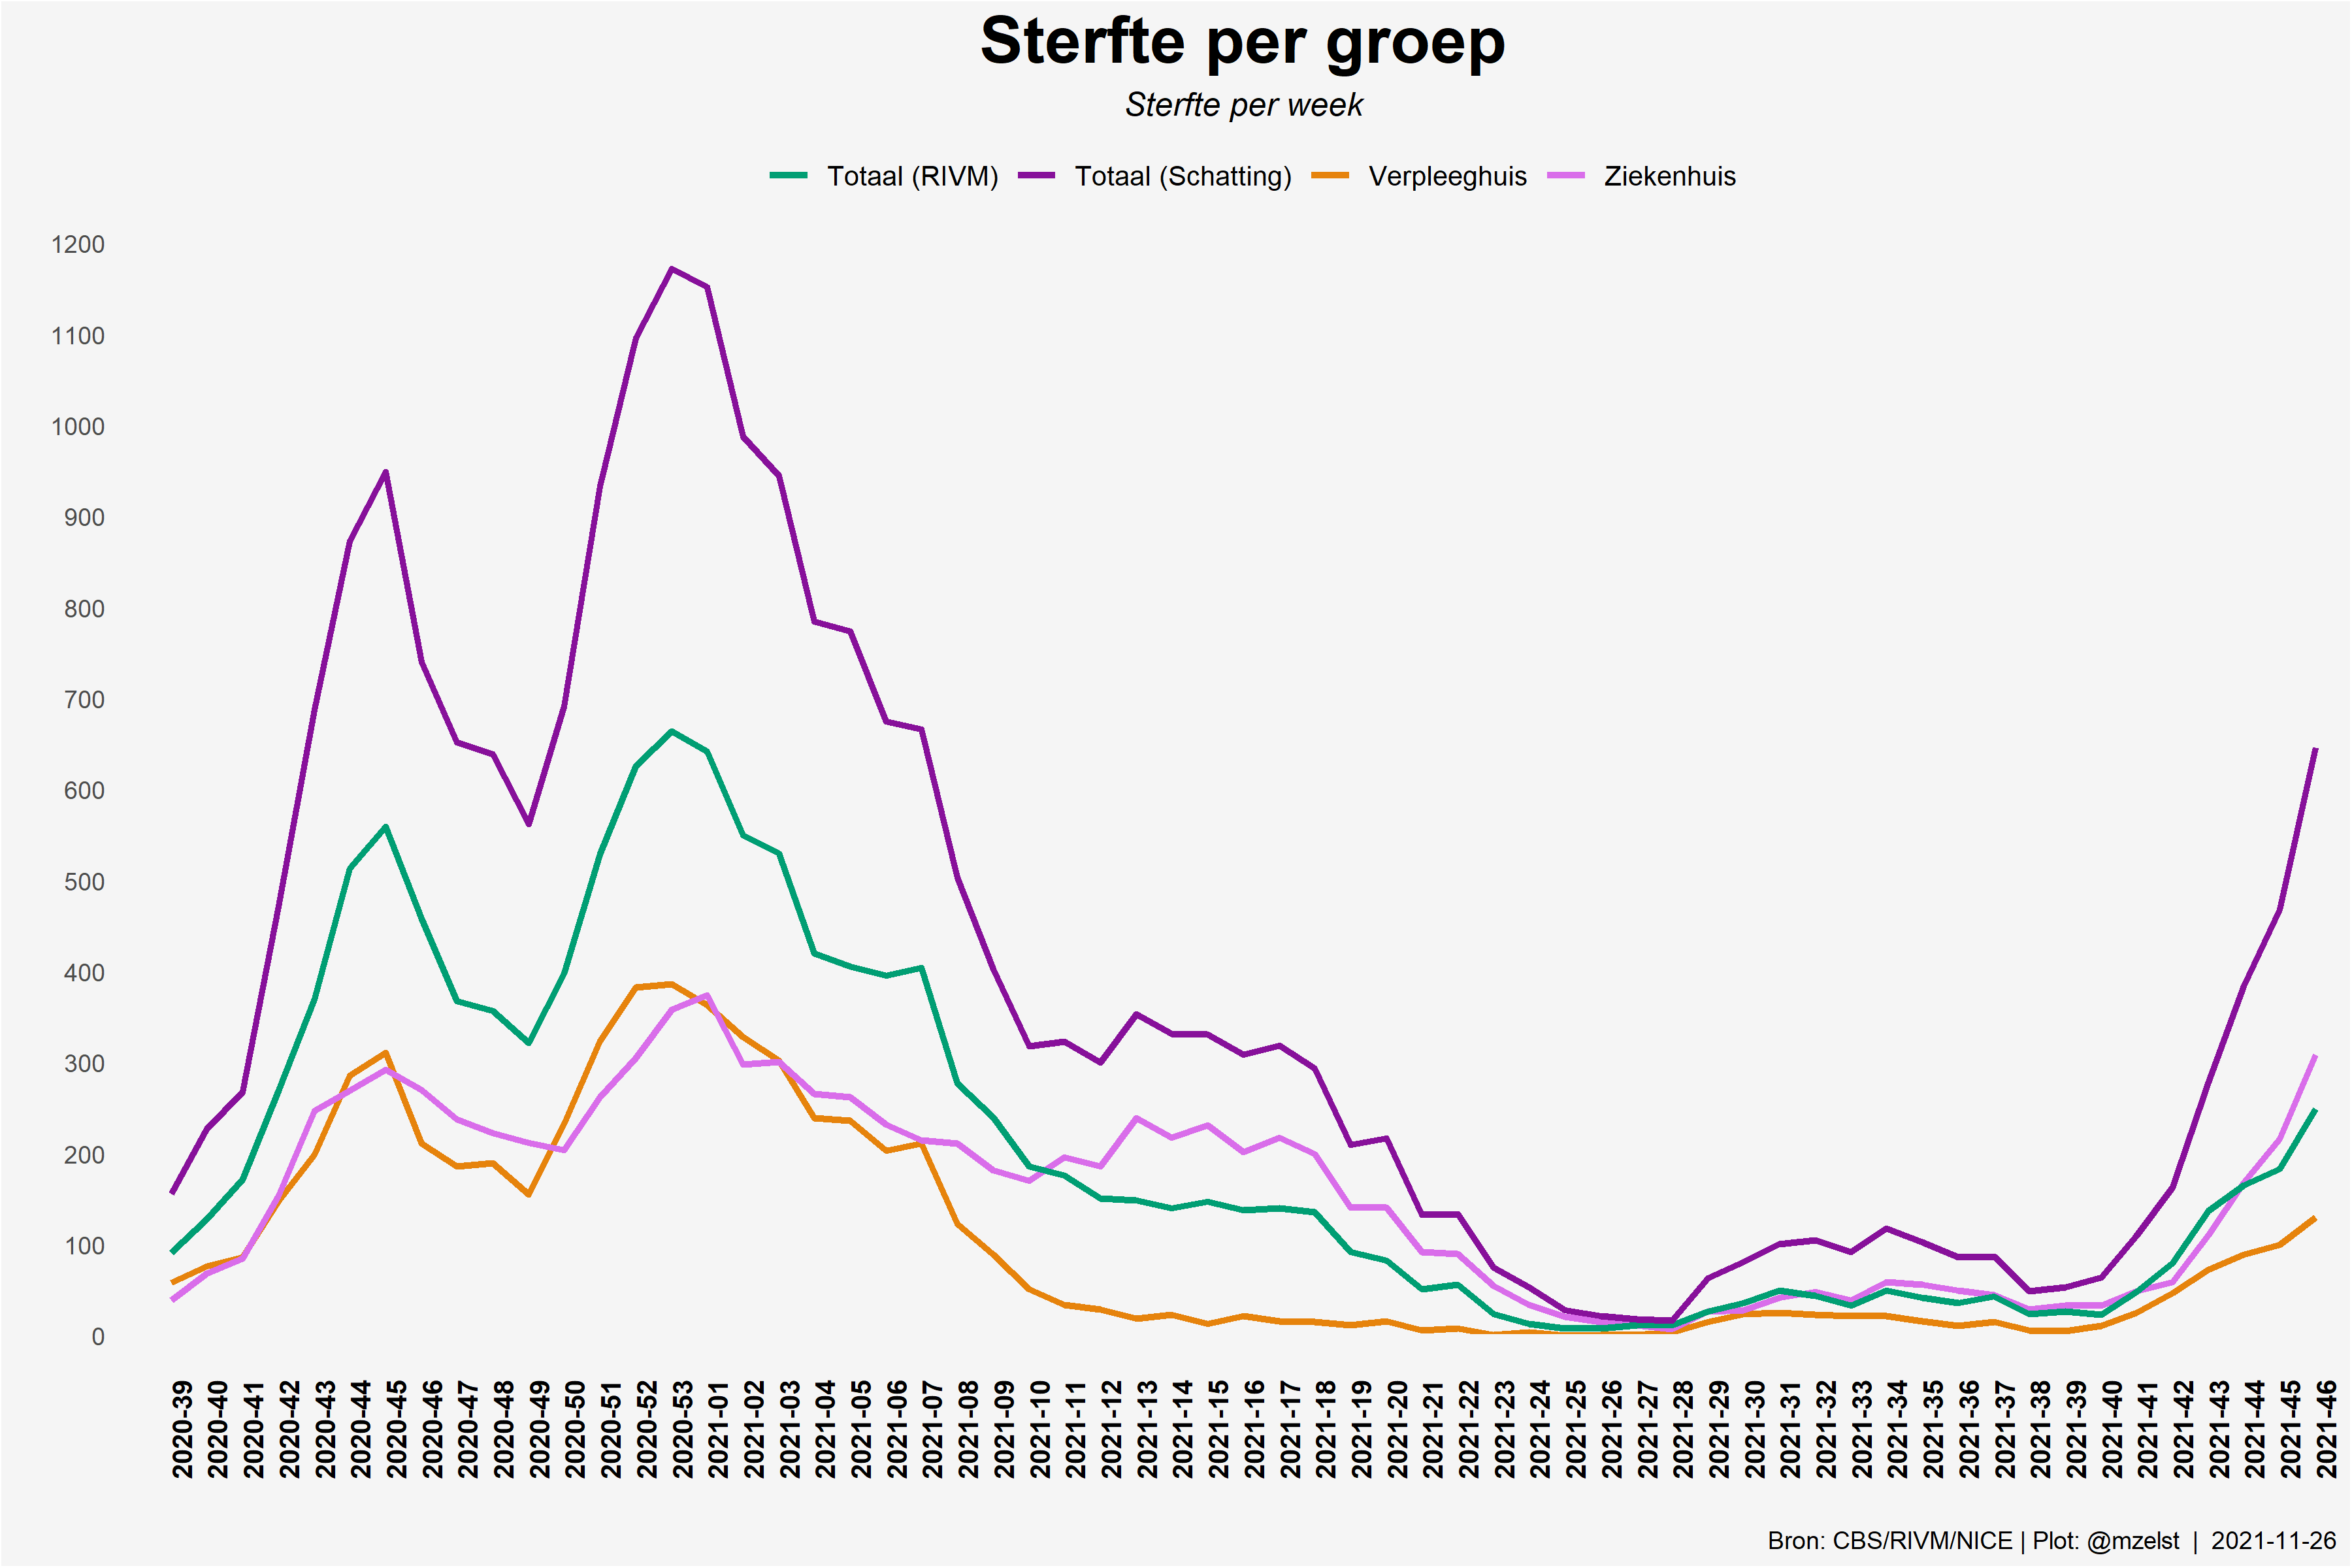 Sterfte per groep
Sterfte per week
Totaal (RIVM) Totaal (Schatting) Verpleeghuis Ziekenhuis
1200
1100
1000
900
800
700
600
500
400
300
200
100
0
2020-39 2020-40 2020-41 2020-42 2020-43 2020-44 2020-45 2020-46 2020-47 2020-48 2020-49 2020-50 2020-51 2020-52 2020-53 2021-01 2021-02 2021-03 2021-04 2021-05 2021-06 2021-07 2021-08 2021-09 2021-10 2021-11 2021-12 2021-13 2021-14 2021-15 2021-16 2021-17 2021-18 2021-19 2021-20 2021-21 2021-22 2021-23 2021-24 2021-25 2021-26 2021-27 2021-28 2021-29 2021-30 2021-31 2021-32 2021-33 2021-34 2021-35 2021-36 2021-37 2021-38 2021-39 2021-40 2021-41 2021-42 2021-43 2021-44 2021-45 2021-46
Bron: CBS/RIVM/NICE | Plot: @mzelst | 2021-11-26